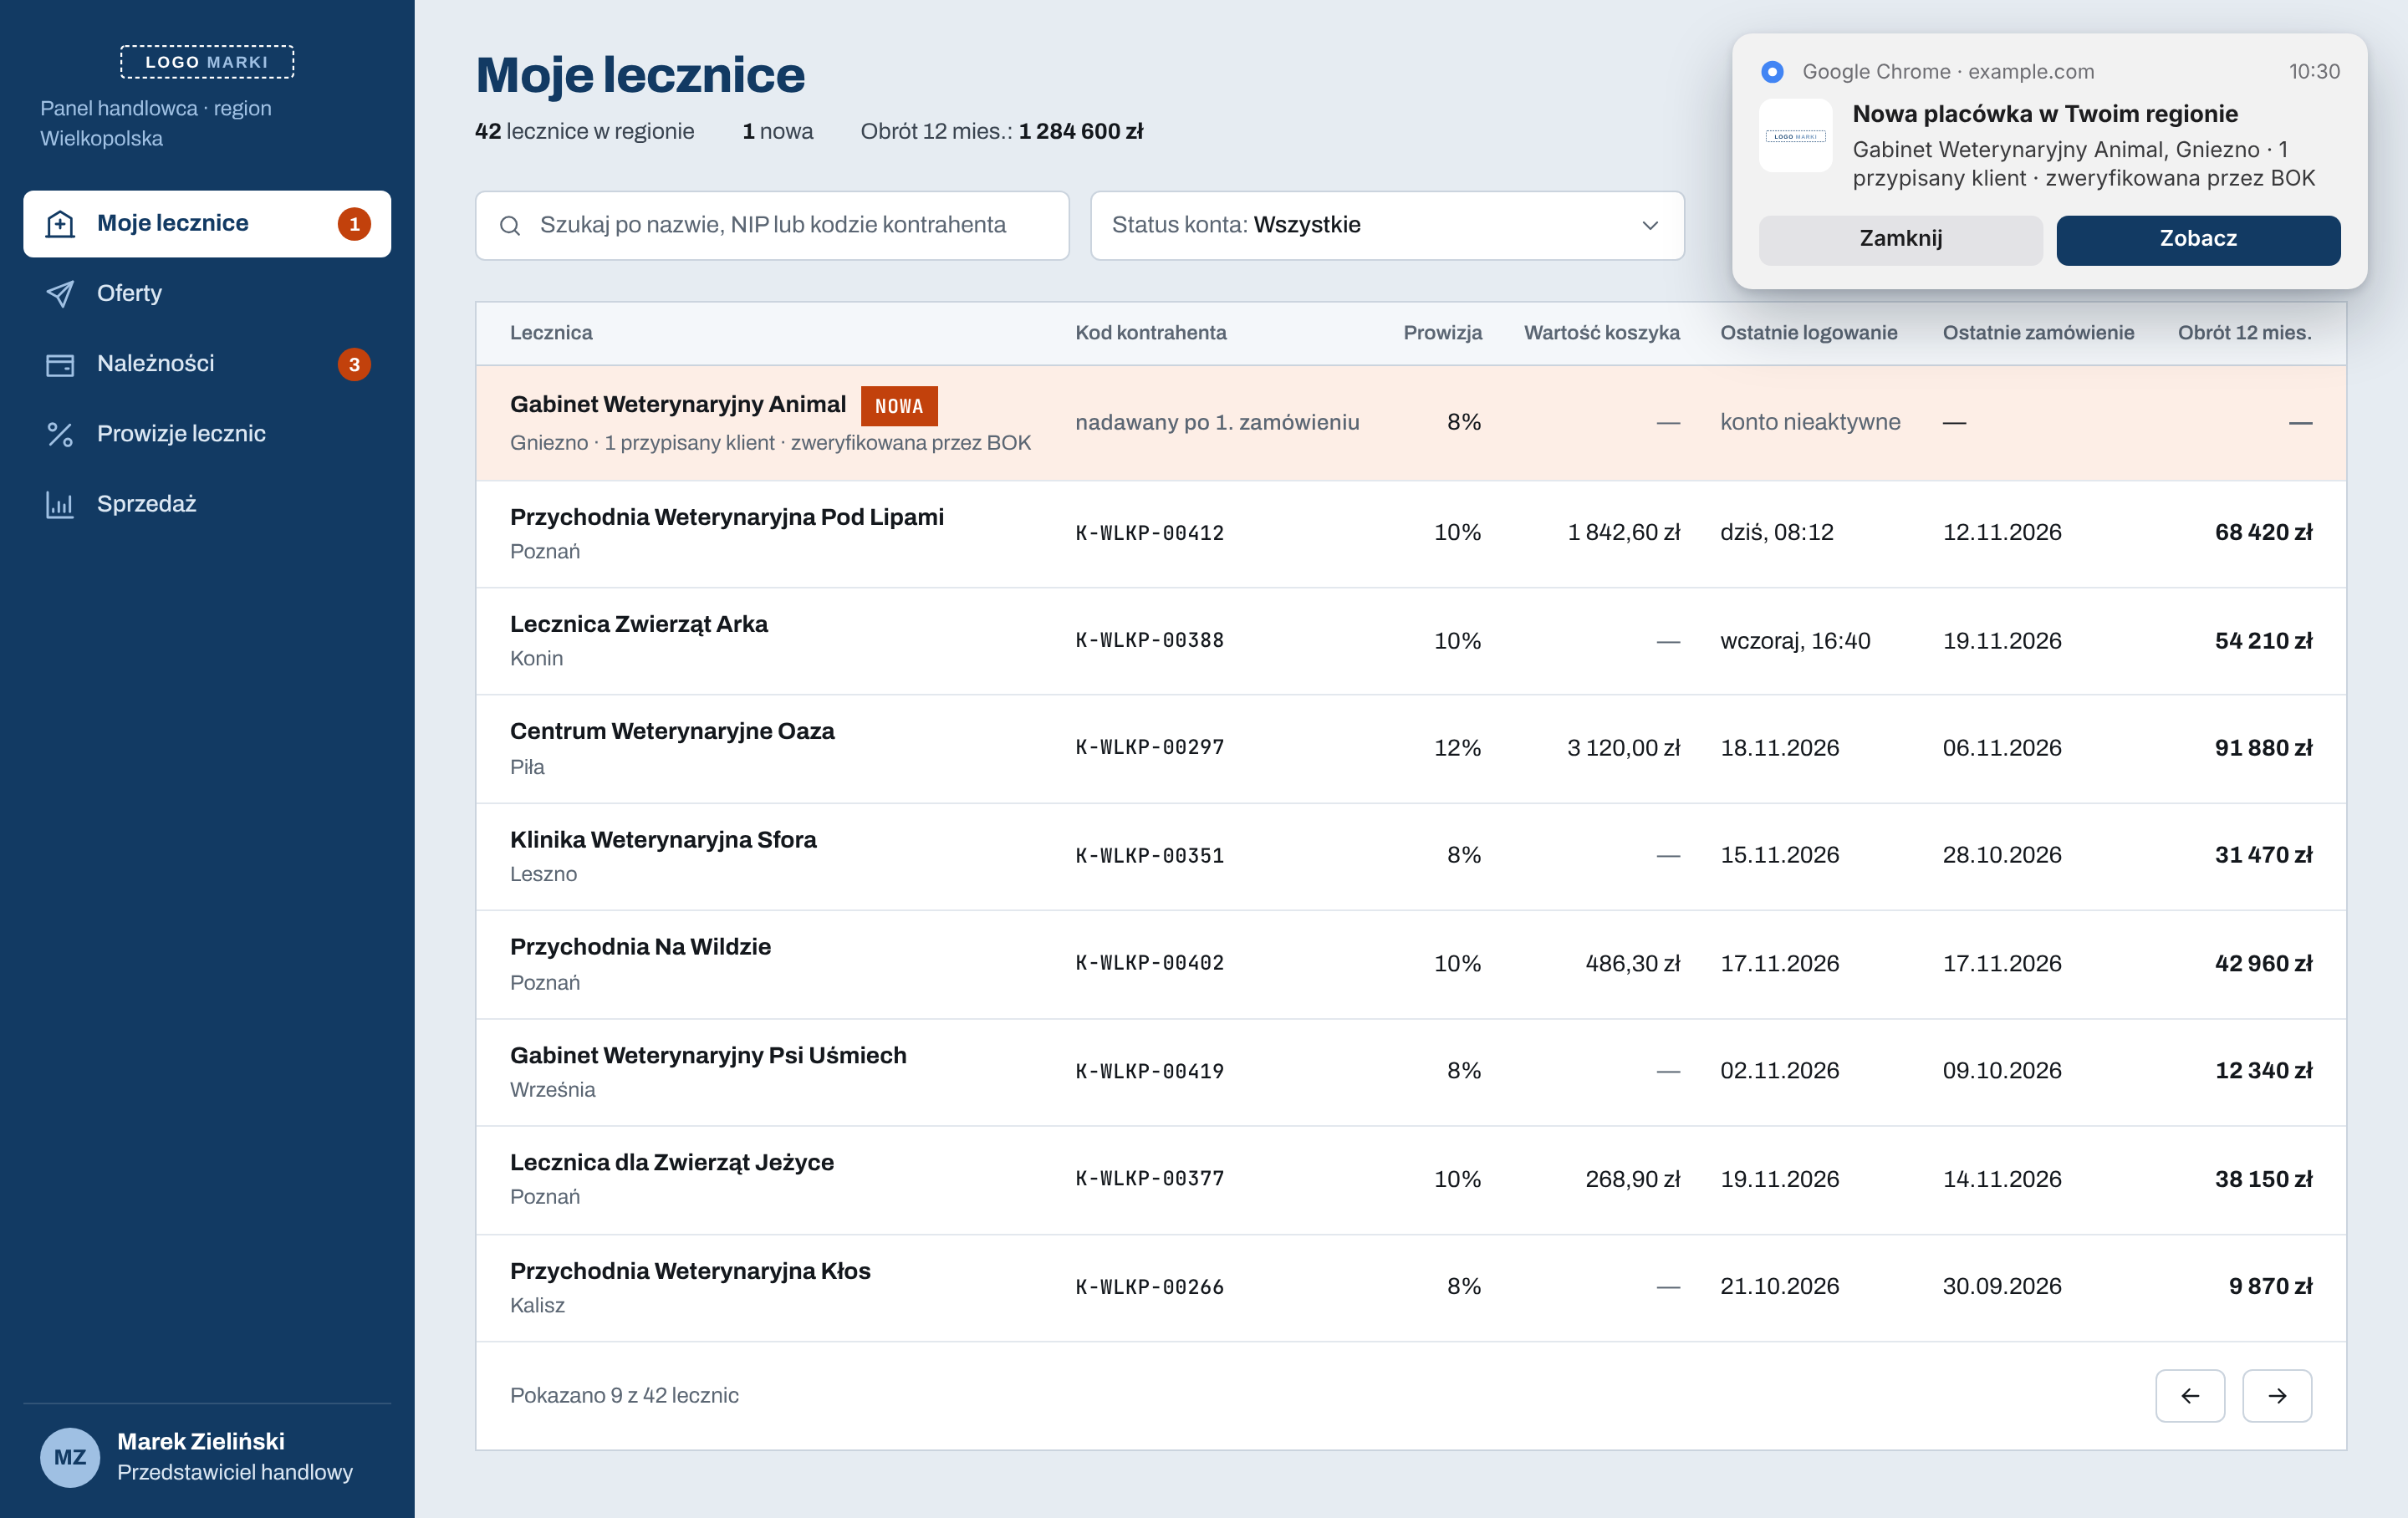 LOGO MARKI
Panel handlowca · region
Wielkopolska
Moje lecznice 1
Oferty
Należności 3
Prowizje lecznic
Sprzedaż
MZ
Marek Zieliński
Przedstawiciel handlowy
Moje lecznice
42 lecznice w regionie 1 nowa Obrót 12 mies.: 1 284 600 zł
Szukaj po nazwie, NIP lub kodzie kontrahenta
Status konta: Wszystkie
Google Chrome · example.com 10:30
LOGO MARKI
Nowa placówka w Twoim regionie
Gabinet Weterynaryjny Animal, Gniezno · 1
przypisany klient · zweryfikowana przez BOK
Zamknij Zobacz
Lecznica Kod kontrahenta Prowizja Wartość koszyka Ostatnie logowanie Ostatnie zamówienie Obrót 12 mies.
Gabinet Weterynaryjny Animal NOWA
Gniezno · 1 przypisany klient · zweryfikowana przez BOK
nadawany po 1. zamówieniu 8% — konto nieaktywne — —
Przychodnia Weterynaryjna Pod Lipami
Poznań
K-WLKP-00412 10% 1 842,60 zł dziś, 08:12 12.11.2026 68 420 zł
Lecznica Zwierząt Arka
Konin
K-WLKP-00388 10% — wczoraj, 16:40 19.11.2026 54 210 zł
Centrum Weterynaryjne Oaza
Piła
K-WLKP-00297 12% 3 120,00 zł 18.11.2026 06.11.2026 91 880 zł
Klinika Weterynaryjna Sfora
Leszno
K-WLKP-00351 8% — 15.11.2026 28.10.2026 31 470 zł
Przychodnia Na Wildzie
Poznań
K-WLKP-00402 10% 486,30 zł 17.11.2026 17.11.2026 42 960 zł
Gabinet Weterynaryjny Psi Uśmiech
Września
K-WLKP-00419 8% — 02.11.2026 09.10.2026 12 340 zł
Lecznica dla Zwierząt Jeżyce
Poznań
K-WLKP-00377 10% 268,90 zł 19.11.2026 14.11.2026 38 150 zł
Przychodnia Weterynaryjna Kłos
Kalisz
K-WLKP-00266 8% — 21.10.2026 30.09.2026 9 870 zł
Pokazano 9 z 42 lecznic